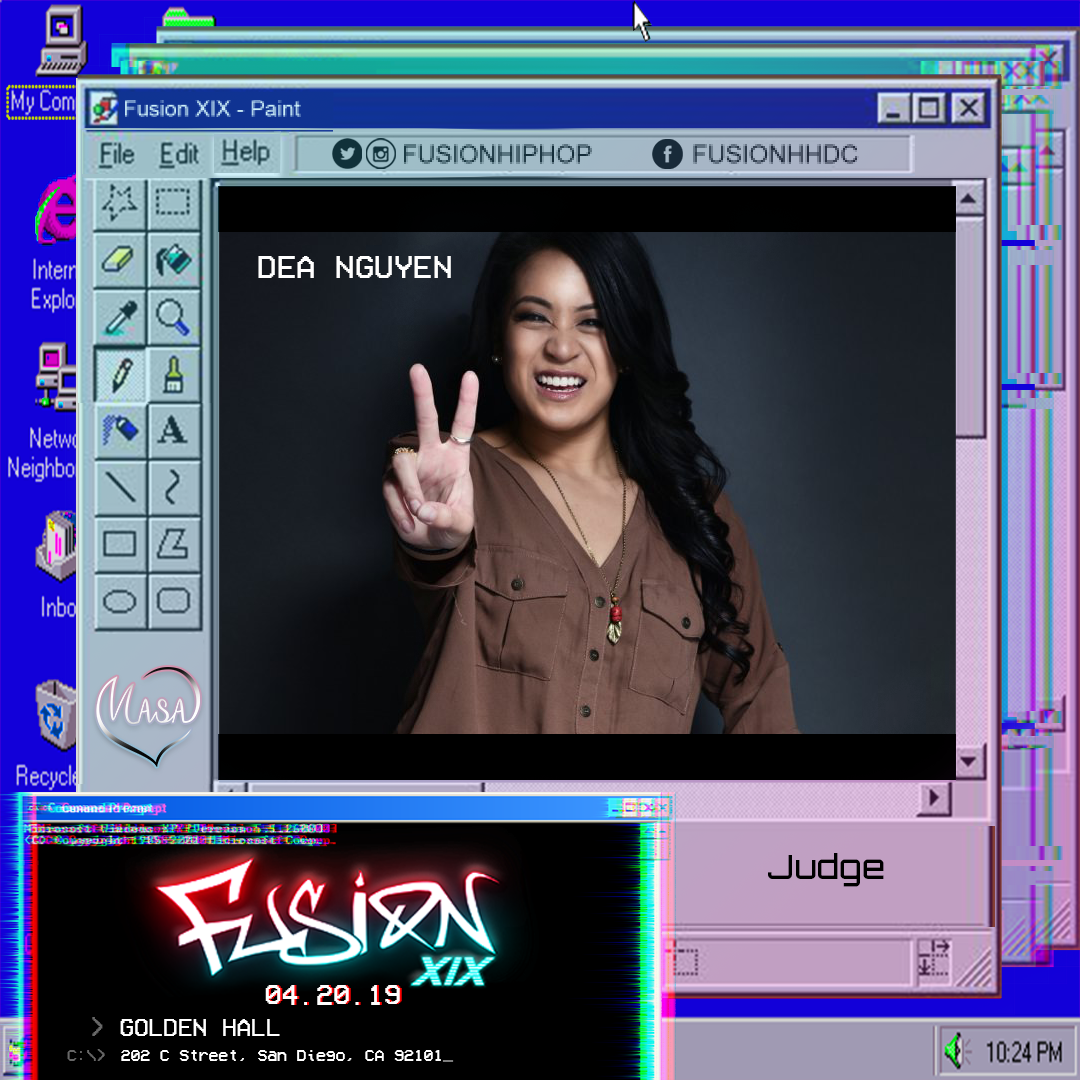 My Com
Fusion XIX - Paint
File Edit Help
FUSIONHIPHOP
FUSIONHHDC
Intern
Explo
DEA NGUYEN
A
Netwo
Neighbo
Inbo
MASA
Recycle
Command Prompt
Microsoft Windows XP [Version 5.1.2600]
(C) Copyright 1985-2001 Microsoft Corp.
FUSION
XIX
04.20.19
> GOLDEN HALL
C:\> 202 C Street, San Diego, CA 92101_
Judge
10:24 PM